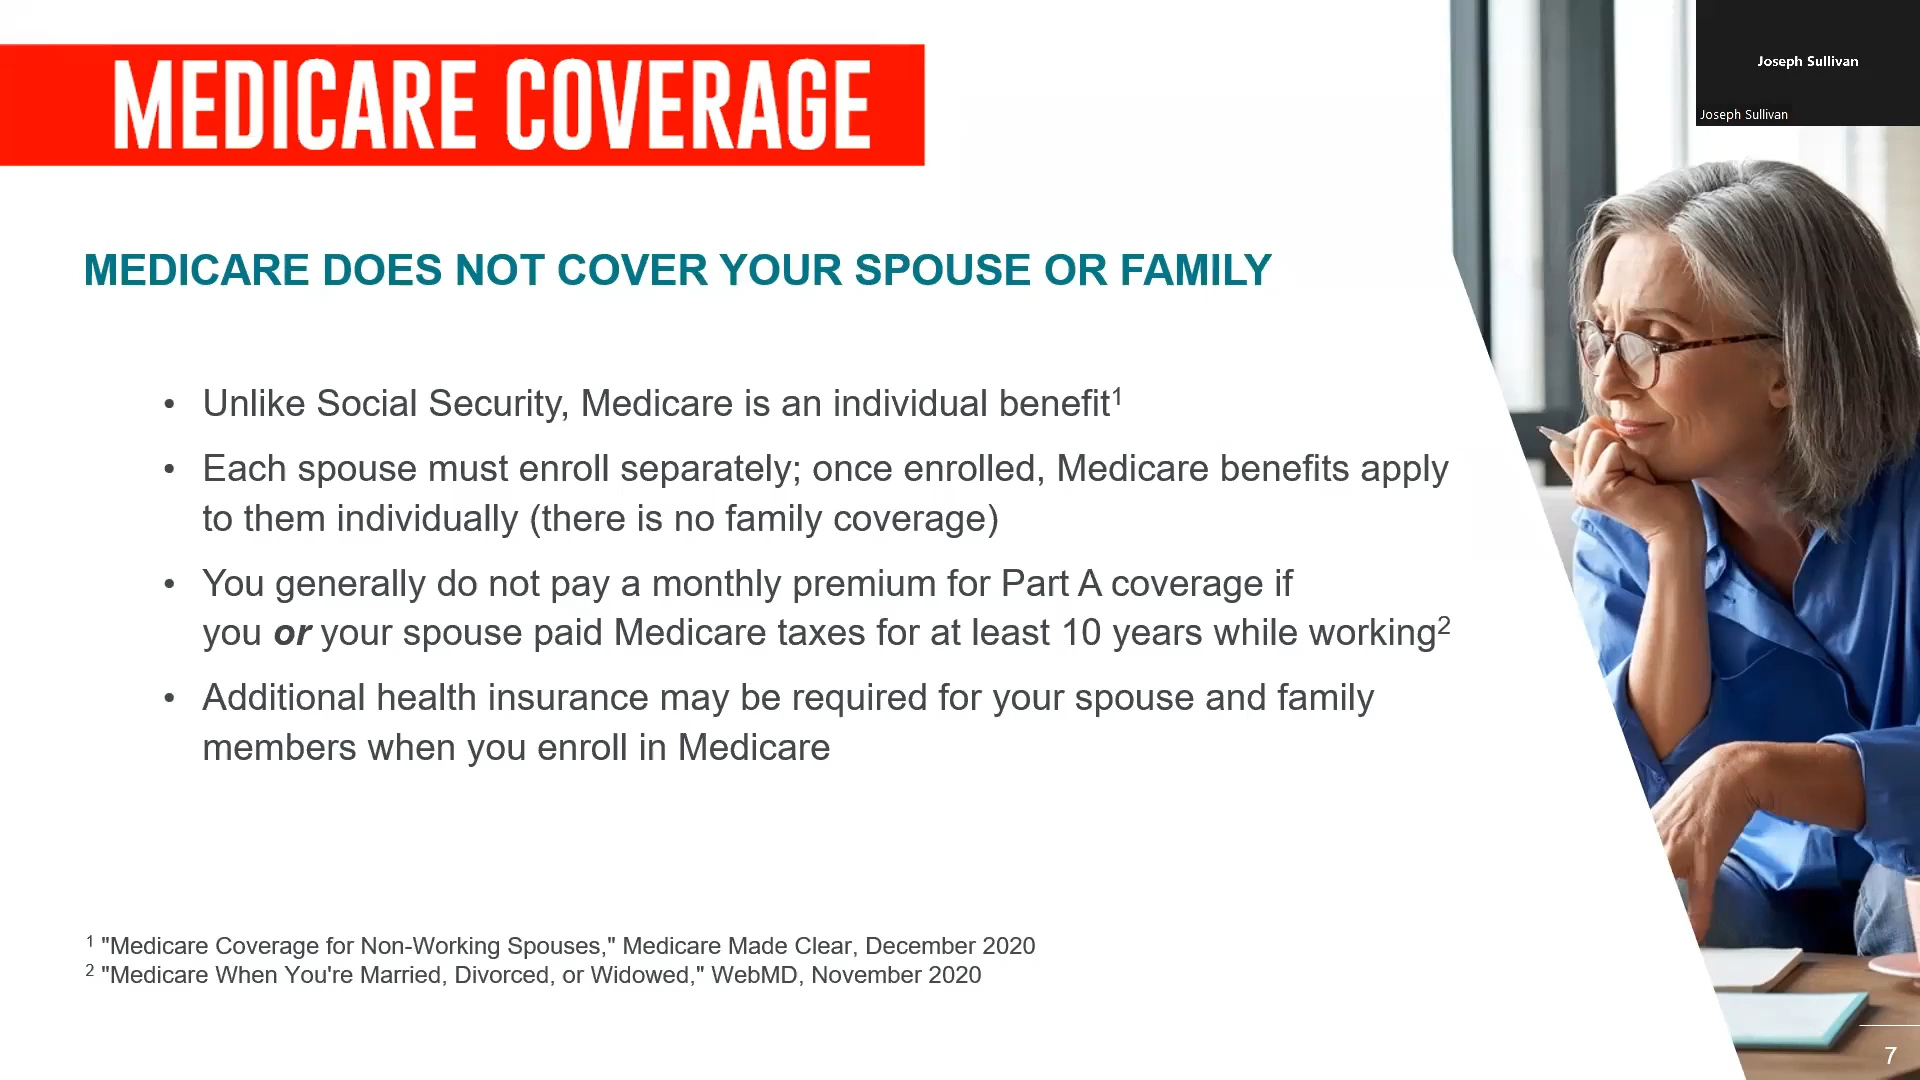 MEDICARE COVERAGE
Joseph Sullivan
Joseph Sullivan
MEDICARE DOES NOT COVER YOUR SPOUSE OR FAMILY
• Unlike Social Security, Medicare is an individual benefit¹
• Each spouse must enroll separately; once enrolled, Medicare benefits apply
to them individually (there is no family coverage)
• You generally do not pay a monthly premium for Part A coverage if
you or your spouse paid Medicare taxes for at least 10 years while working²
• Additional health insurance may be required for your spouse and family
members when you enroll in Medicare
¹ "Medicare Coverage for Non-Working Spouses," Medicare Made Clear, December 2020
² "Medicare When You're Married, Divorced, or Widowed," WebMD, November 2020
7